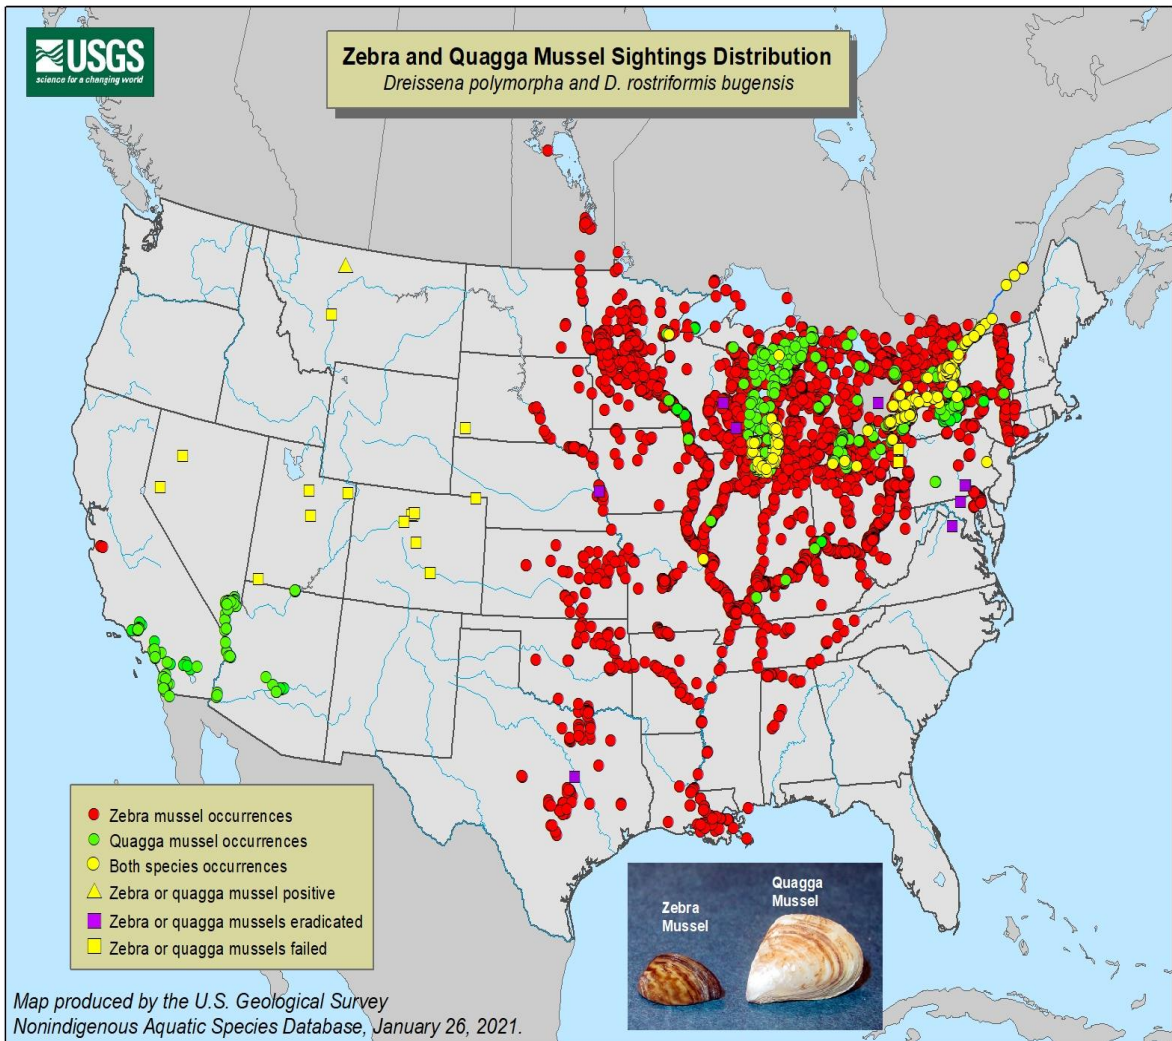 USGS
science for a changing world
Zebra and Quagga Mussel Sightings Distribution
Dreissena polymorpha and D. rostriformis bugensis
Zebra mussel occurrences
Quagga mussel occurrences
Both species occurrences
Zebra or quagga mussel positive
Zebra or quagga mussels eradicated
Zebra or quagga mussels failed
Zebra
Mussel
Quagga
Mussel
Map produced by the U.S. Geological Survey
Nonindigenous Aquatic Species Database, January 26, 2021.